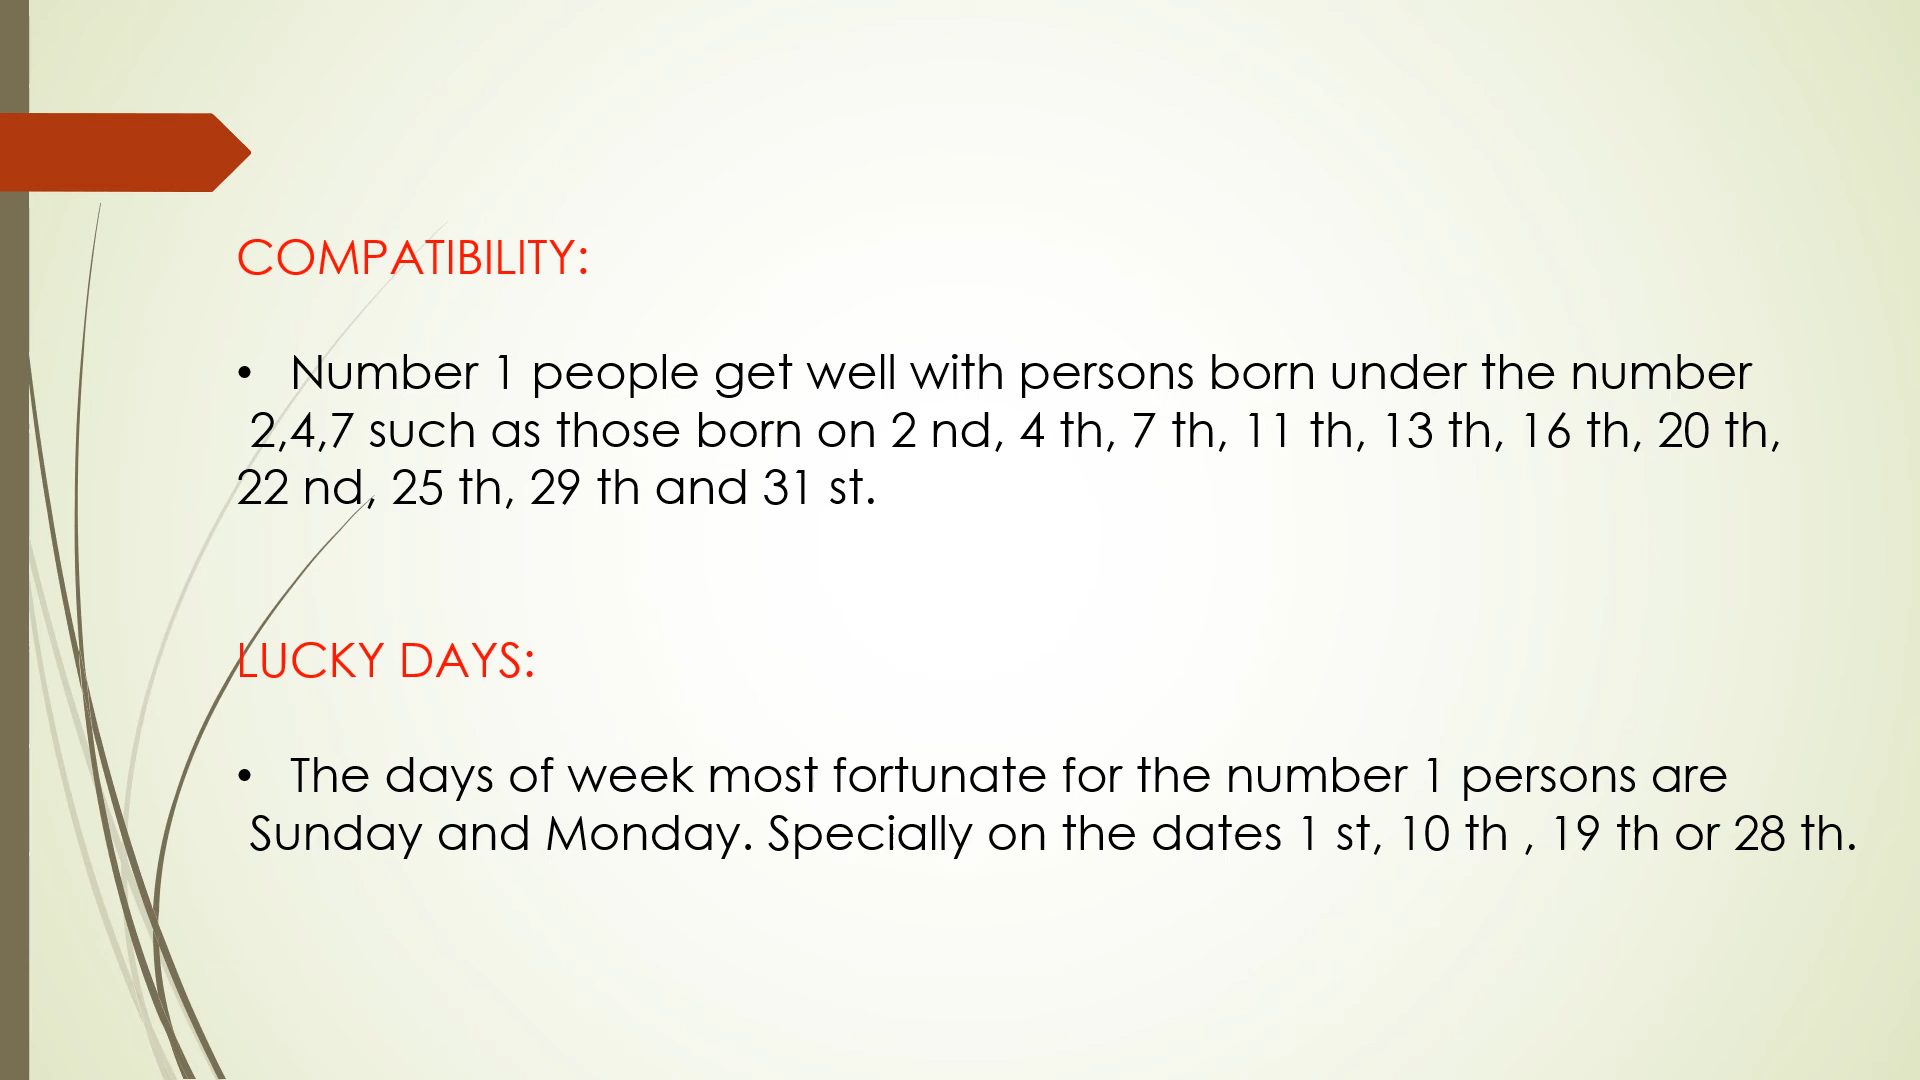 COMPATIBILITY:
• Number 1 people get well with persons born under the number
2,4,7 such as those born on 2 nd, 4 th, 7 th, 11 th, 13 th, 16 th, 20 th,
22 nd, 25 th, 29 th and 31 st.
LUCKY DAYS:
• The days of week most fortunate for the number 1 persons are
Sunday and Monday. Specially on the dates 1 st, 10 th , 19 th or 28 th.